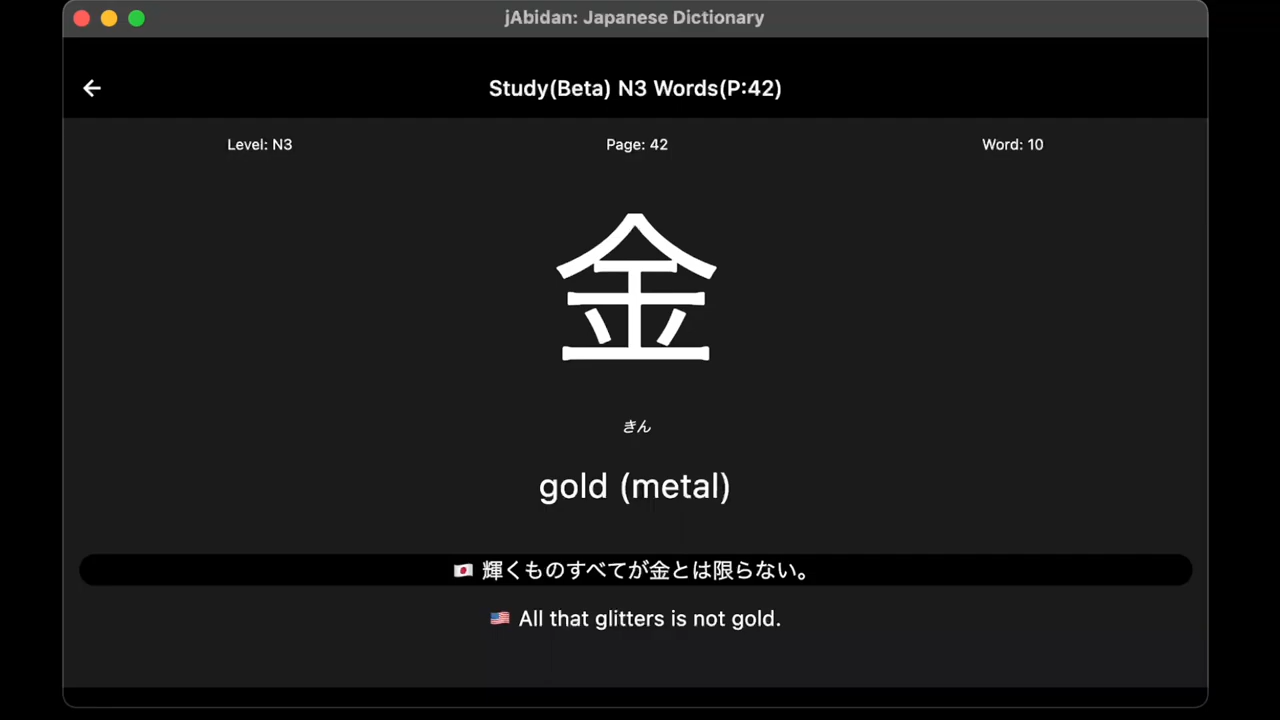 jAbidan: Japanese Dictionary
Study(Beta) N3 Words(P:42)
Level: N3
Page: 42
Word: 10
金
きん
gold (metal)
🇯🇵 輝くものすべてが金とは限らない。
🇺🇸 All that glitters is not gold.